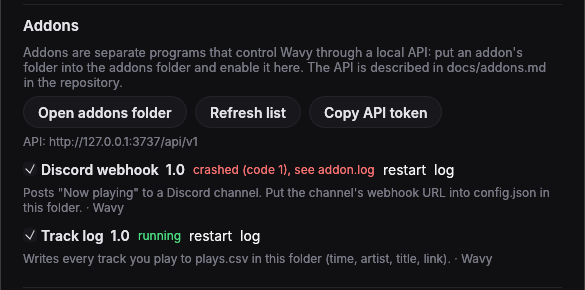 Addons
Addons are separate programs that control Wavy through a local API: put an addon's
folder into the addons folder and enable it here. The API is described in docs/addons.md
in the repository.
Open addons folder Refresh list Copy API token
API: http://127.0.0.1:3737/api/v1
Discord webhook 1.0 crashed (code 1), see addon.log restart log
Posts "Now playing" to a Discord channel. Put the channel's webhook URL into config.json in
this folder. · Wavy
Track log 1.0 running restart log
Writes every track you play to plays.csv in this folder (time, artist, title, link). · Wavy